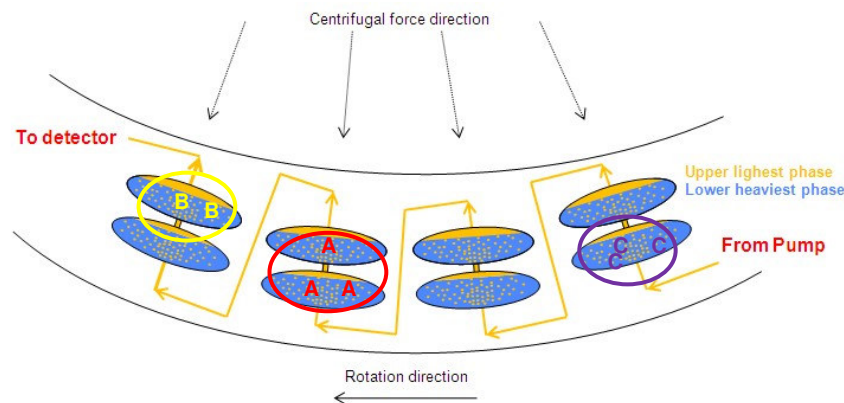 Centrifugal force direction
To detector
Upper lighest phase
Lower heaviest phase
B
B
A
C
C
C
From Pump
A
A
Rotation direction